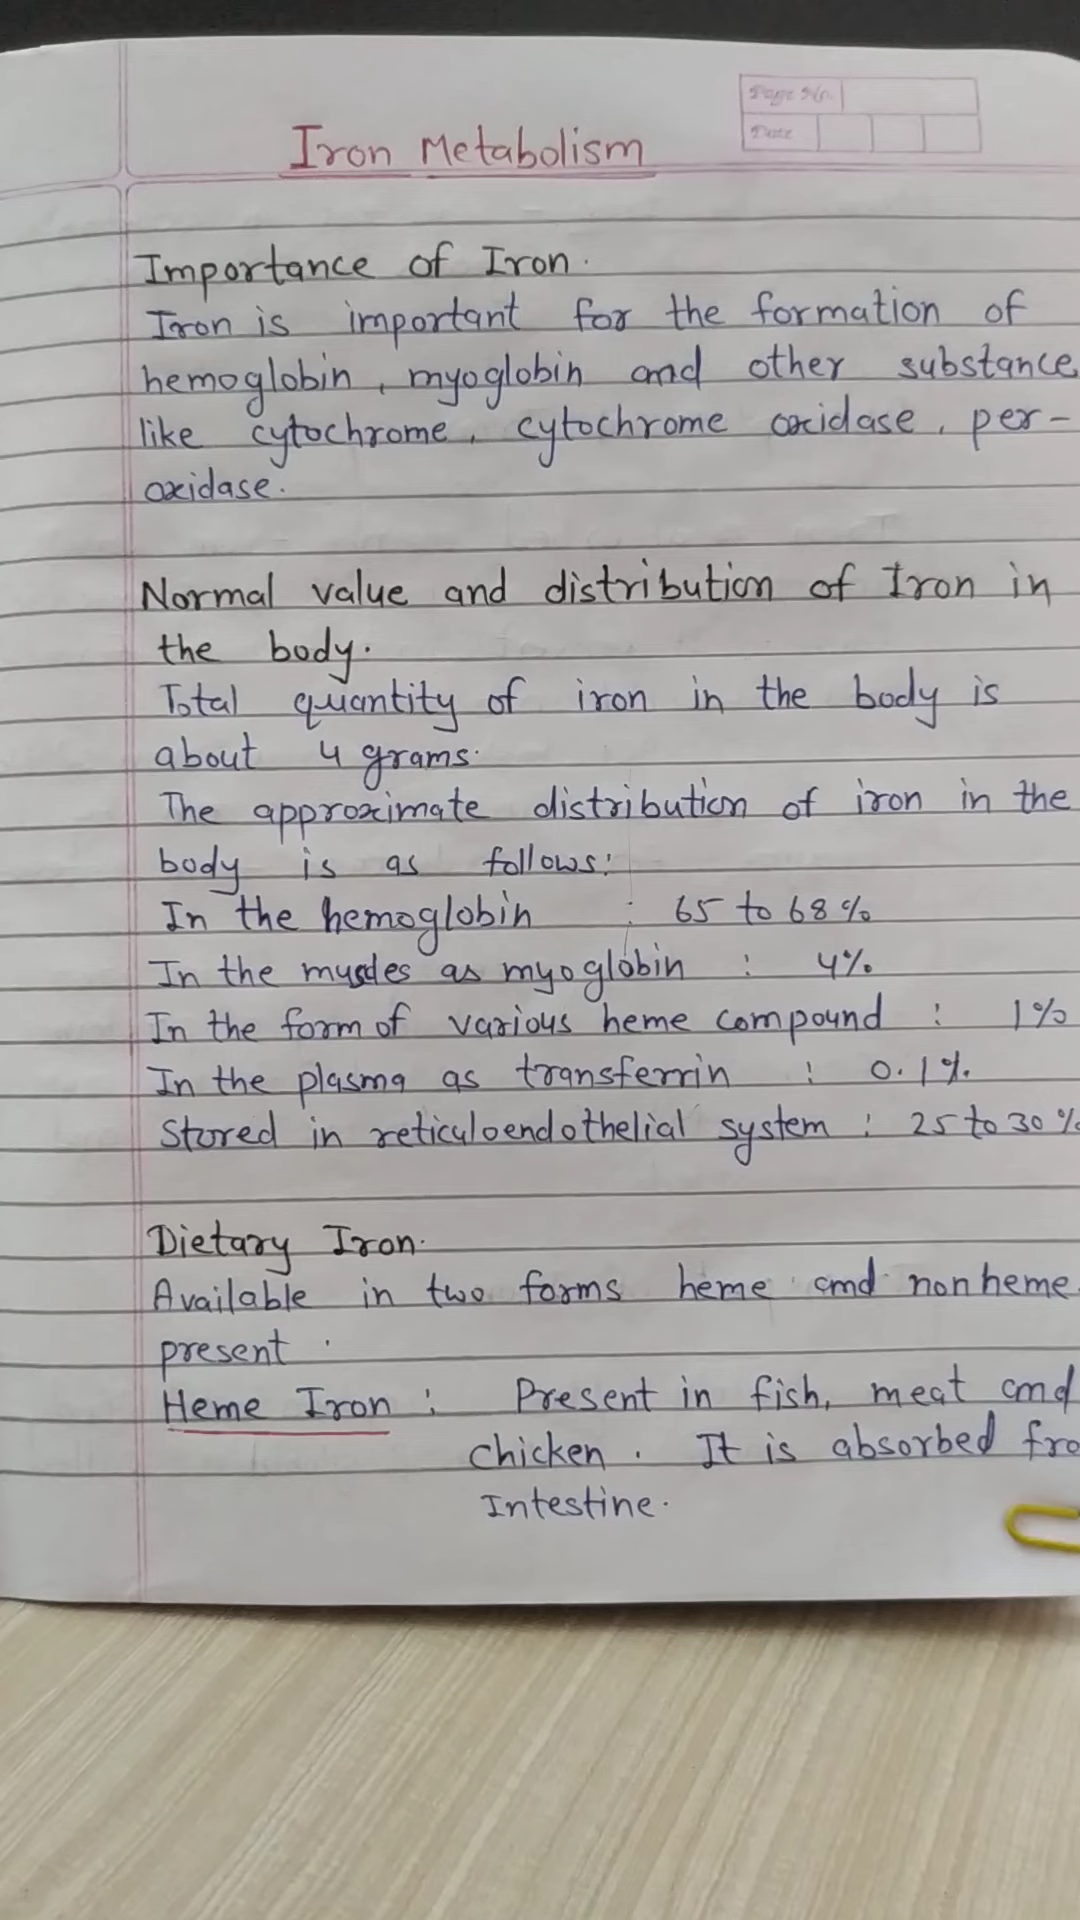 Page No.
Date
Iron Metabolism
Importance of Iron.
Iron is important for the formation of
hemoglobin, myoglobin and other substance
like cytochrome, cytochrome oxidase, per-
oxidase.
Normal value and distribution of Iron in
the body.
Total quantity of iron in the body is
about 4 grams.
The approximate distribution of iron in the
body is as follows:
In the hemoglobin : 65 to 68%
In the muscles as myoglobin : 4%
In the form of various heme compound : 1%
In the plasma as transferrin : 0.1%.
Stored in reticuloendothelial system : 25 to 30%
Dietary Iron.
Available in two forms heme and nonheme
present.
Heme Iron : Present in fish, meat and
chicken. It is absorbed fro
Intestine.